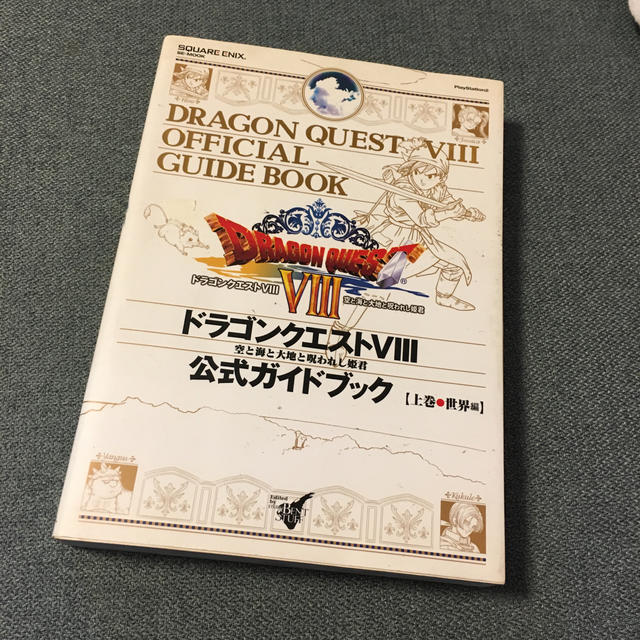 SQUARE ENIX.
SE-MOOK
PlayStation2
Hero
Jessica
DRAGON QUEST VIII
OFFICIAL
GUIDE BOOK
DRAGON QUEST
®
VIII
ドラゴンクエストVIII
空と海と大地と呪われし姫君
ドラゴンクエストVIII
空と海と大地と呪われし姫君
公式ガイドブック
【上巻●世界編】
Yangus
Kukule
Edited
by
BENT
STUFF